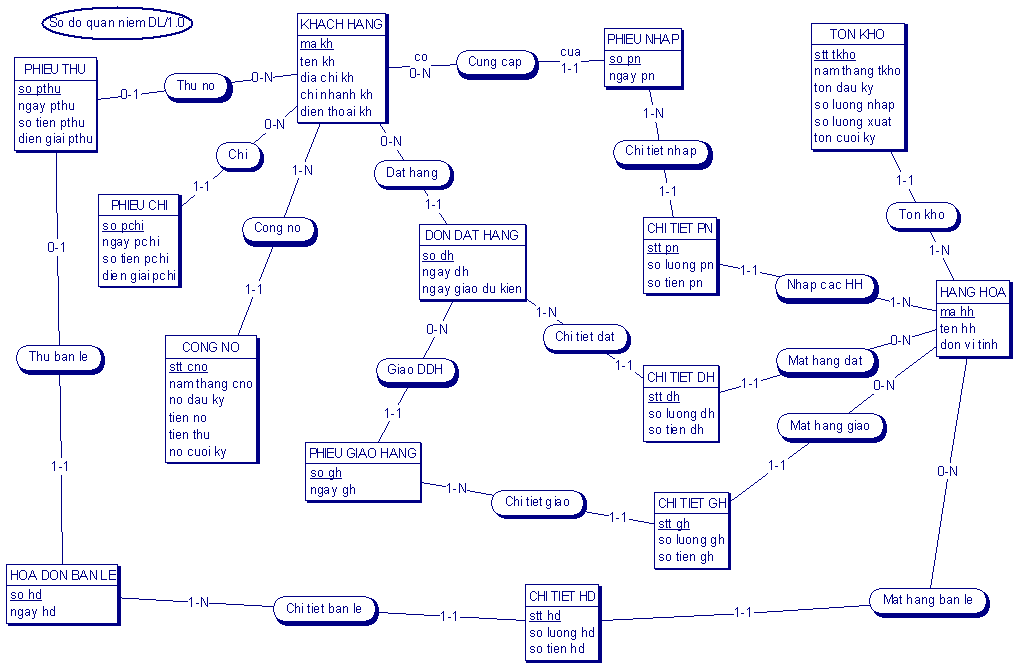 So do quan niem DL/1.0
KHACH HANG
ma kh
ten kh
dia chi kh
chi nhanh kh
dien thoai kh
co
0-N
Cung cap
cua
1-1
PHIEU NHAP
so pn
ngay pn
TON KHO
stt tkho
nam thang tkho
ton dau ky
so luong nhap
so luong xuat
ton cuoi ky
PHIEU THU
so pthu
ngay pthu
so tien pthu
dien giai pthu
0-1
Thu no
0-N
0-N
Chi
1-1
PHIEU CHI
so pchi
ngay pchi
so tien pchi
dien giai pchi
1-N
Cong no
1-1
0-N
Dat hang
1-1
1-N
Chi tiet nhap
1-1
1-1
Ton kho
1-N
DON DAT HANG
so dh
ngay dh
ngay giao du kien
CHI TIET PN
stt pn
so luong pn
so tien pn
1-1
Nhap cac HH
1-N
HANG HOA
ma hh
ten hh
don vi tinh
0-1
Thu ban le
1-1
CONG NO
stt cno
nam thang cno
no dau ky
tien no
tien thu
no cuoi ky
0-N
Giao DDH
1-1
1-N
Chi tiet dat
1-1
CHI TIET DH
stt dh
so luong dh
so tien dh
1-1
Mat hang dat
0-N
0-N
Mat hang giao
1-1
PHIEU GIAO HANG
so gh
ngay gh
1-N
Chi tiet giao
1-1
CHI TIET GH
stt gh
so luong gh
so tien gh
0-N
HOA DON BAN LE
so hd
ngay hd
1-N
Chi tiet ban le
1-1
CHI TIET HD
stt hd
so luong hd
so tien hd
1-1
Mat hang ban le